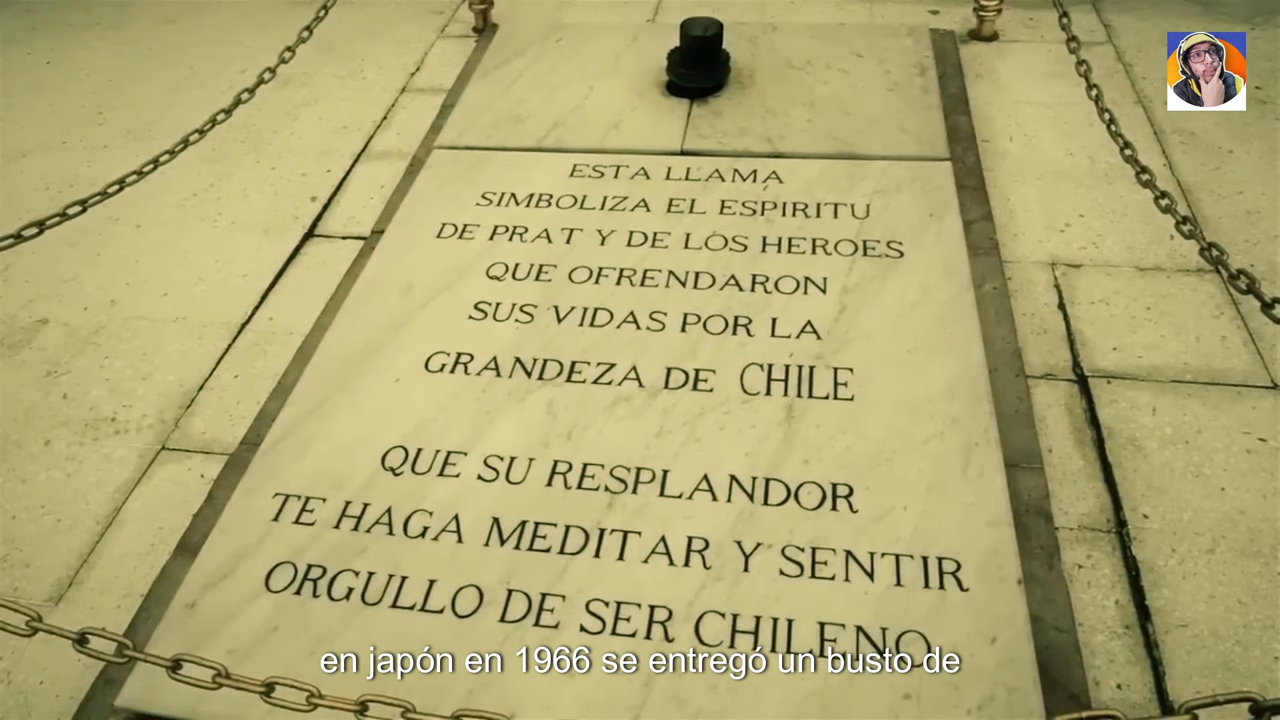 ESTA LLAMA
SIMBOLIZA EL ESPIRITU
DE PRAT Y DE LOS HEROES
QUE OFRENDARON
SUS VIDAS POR LA
GRANDEZA DE CHILE
QUE SU RESPLANDOR
TE HAGA MEDITAR Y SENTIR
ORGULLO DE SER CHILENO
en japón en 1966 se entregó un busto de